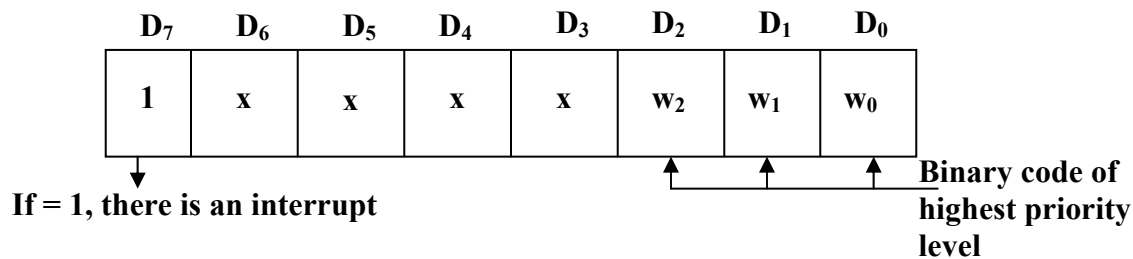 D₇ D₆ D₅ D₄ D₃ D₂ D₁ D₀
1 x x x x w₂ w₁ w₀
If = 1, there is an interrupt
Binary code of
highest priority
level